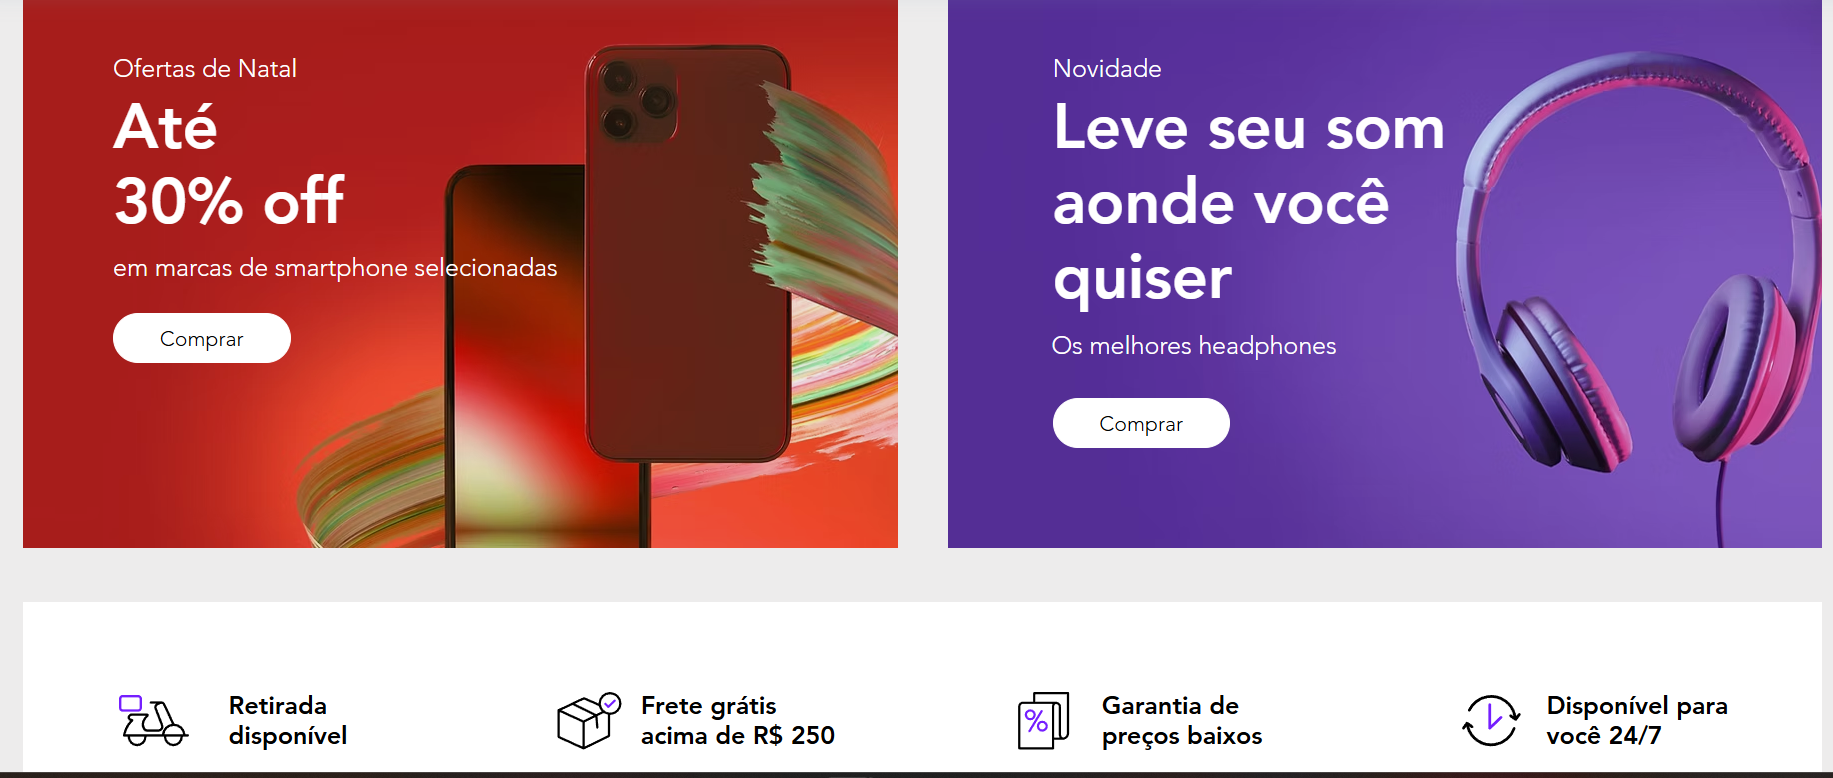 Ofertas de Natal
Até
30% off
em marcas de smartphone selecionadas
Comprar
Novidade
Leve seu som
aonde você
quiser
Os melhores headphones
Comprar
Retirada
disponível
Frete grátis
acima de R$ 250
%
Garantia de
preços baixos
Disponível para
você 24/7